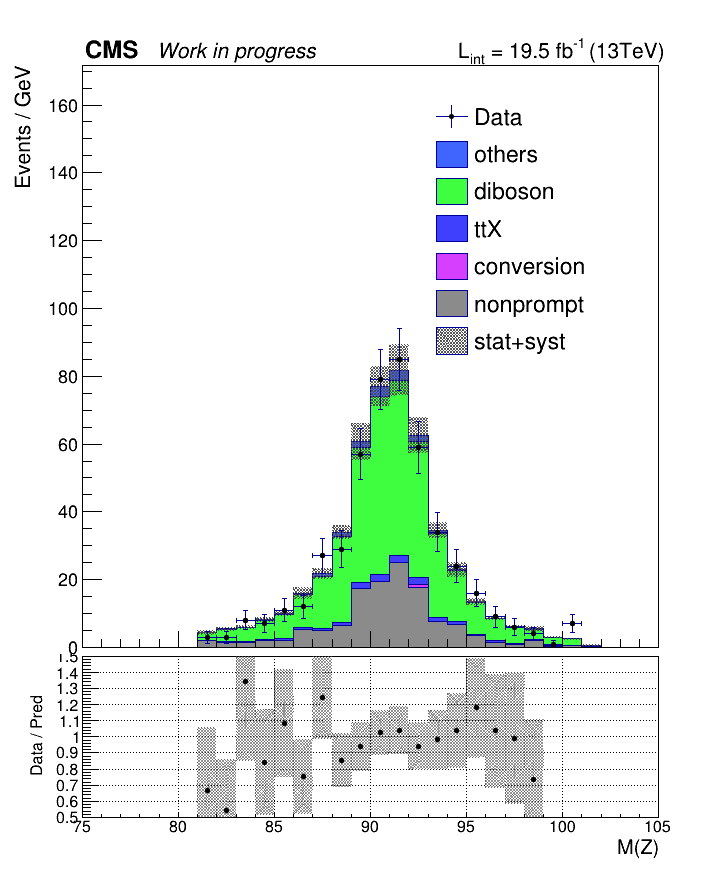 CMS Work in progress L_int = 19.5 fb⁻¹ (13TeV)
Events / GeV
160
140
120
100
80
60
40
20
0
Data
others
diboson
ttX
conversion
nonprompt
stat+syst
Data / Pred
1.5
1.4
1.3
1.2
1.1
1
0.9
0.8
0.7
0.6
0.5
75 80 85 90 95 100 105
M(Z)